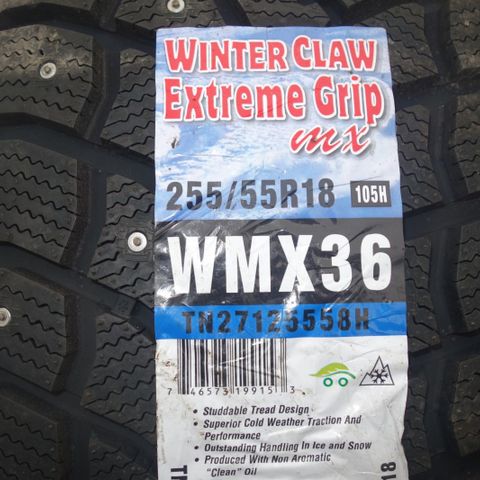 WINTER CLAW
Extreme Grip
mx
255/55R18 105H
WMX36
TN27125558H
7 46573 19915 3
• Studdable Tread Design
• Superior Cold Weather Traction And
Performance
• Outstanding Handling In Ice and Snow
• Produced With Non Aromatic
"Clean" Oil